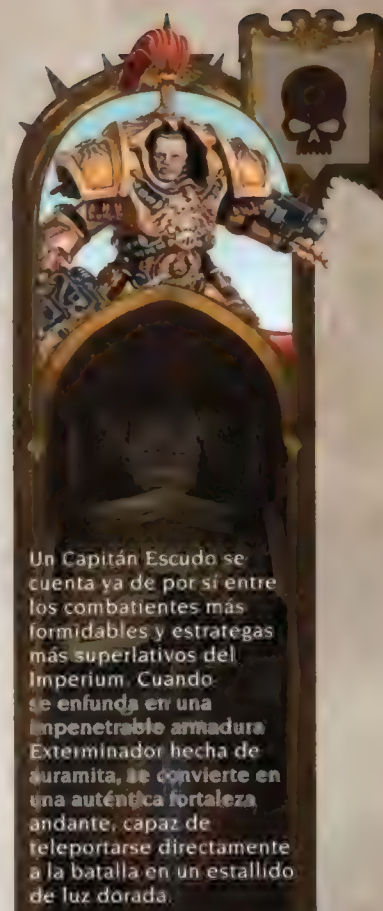 Un Capitán Escudo se
cuenta ya de por sí entre
los combatientes más
formidables y estrategas
más superlativos del
Imperium. Cuando
se enfunda en una
impenetrable armadura
Exterminador hecha de
auramita, se convierte en
una auténtica fortaleza
andante, capaz de
teleportarse directamente
a la batalla en un estallido
de luz dorada.